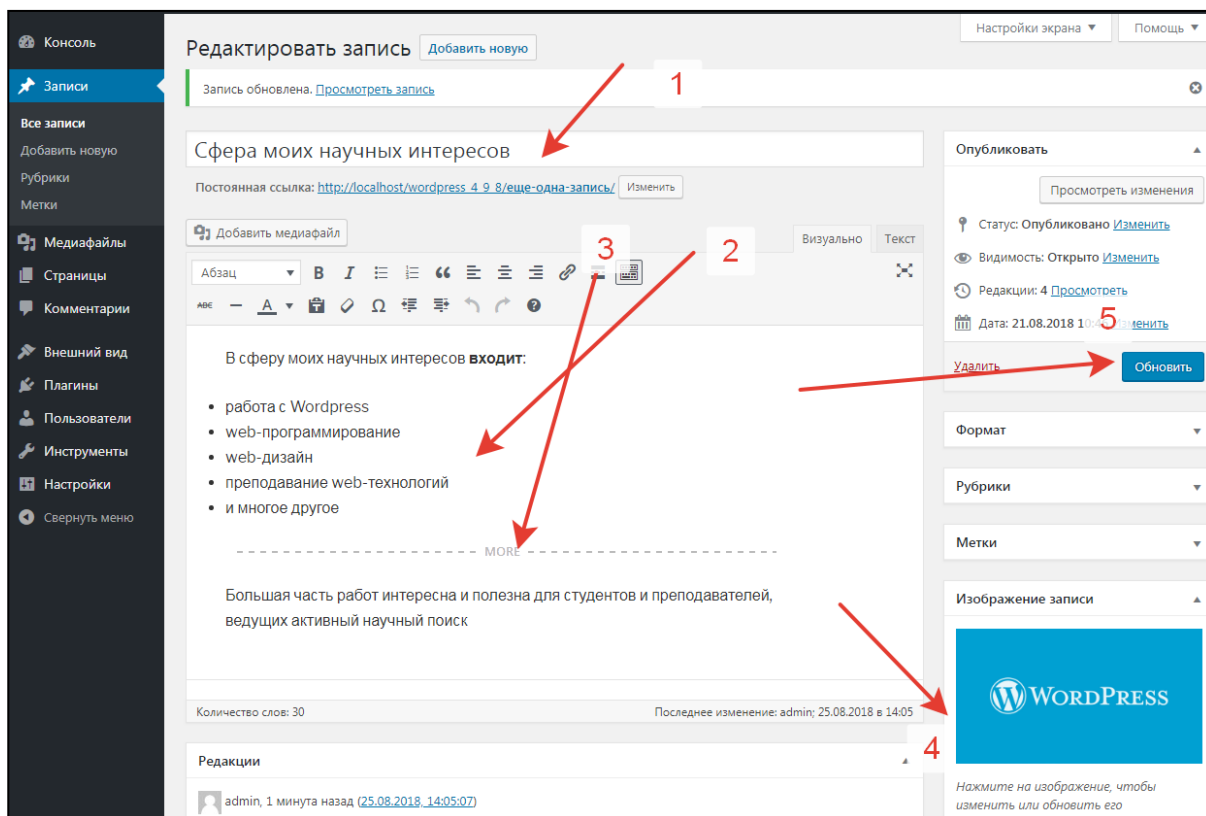 Настройки экрана
Помощь
Консоль
Записи
Все записи
Добавить новую
Рубрики
Метки
Медиафайлы
Страницы
Комментарии
Внешний вид
Плагины
Пользователи
Инструменты
Настройки
Свернуть меню
Редактировать запись Добавить новую
1
Запись обновлена. Просмотреть запись
Сфера моих научных интересов
Постоянная ссылка: http://localhost/wordpress_4_9_8/еще-одна-запись/ Изменить
Добавить медиафайл
Визуально Текст
3 2
Абзац B I
ABC A Ω
В сферу моих научных интересов входит:
работа с Wordpress
web-программирование
web-дизайн
преподавание web-технологий
и многое другое
MORE
Большая часть работ интересна и полезна для студентов и преподавателей,
ведущих активный научный поиск
Количество слов: 30 Последнее изменение: admin; 25.08.2018 в 14:05
Редакции
admin, 1 минута назад (25.08.2018, 14:05:07)
Опубликовать
Просмотреть изменения
Статус: Опубликовано Изменить
Видимость: Открыто Изменить
Редакции: 4 Просмотреть
Дата: 21.08.2018 Изменить
5
Удалить Обновить
Формат
Рубрики
Метки
Изображение записи
WORDPRESS
4
Нажмите на изображение, чтобы
изменить или обновить его